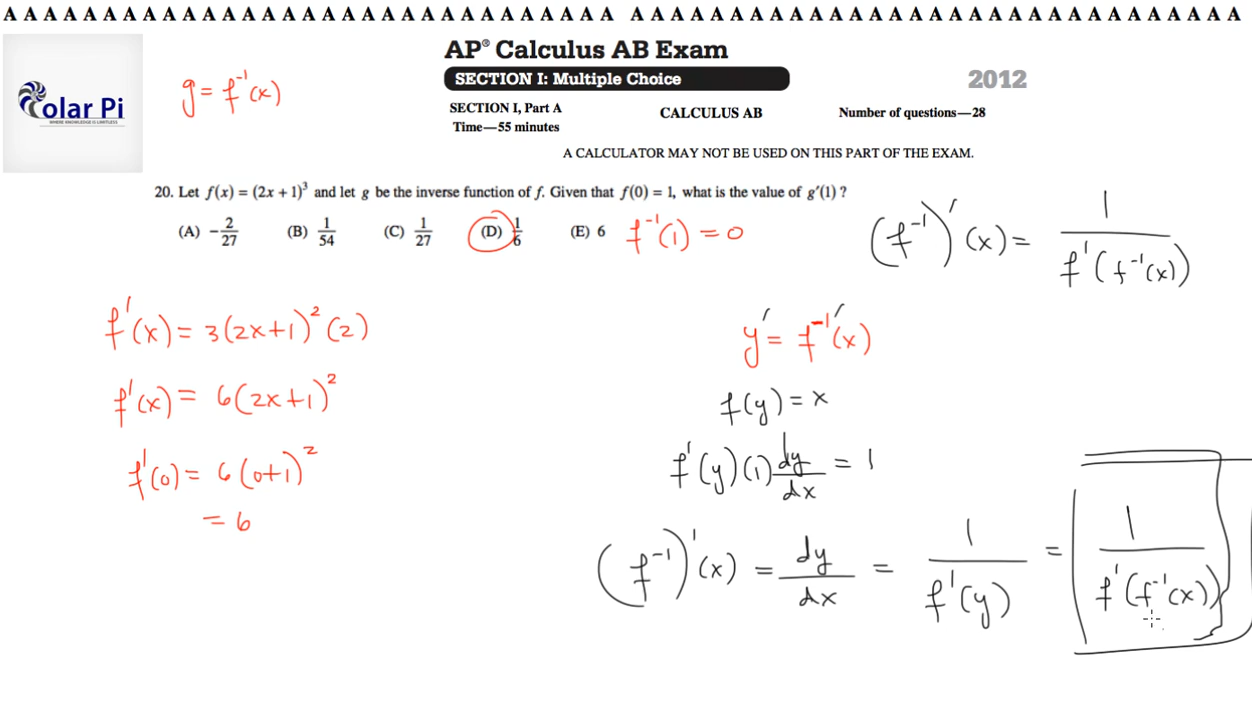 A A A A A A A A A A A A A A A A A A A A A A A A A A A A A A A A A A A A A A A A A A A A A A A A A A A A A A A A A A A A A A
olar Pi
WHERE KNOWLEDGE IS LIMITLESS
g = f⁻¹(x)
AP® Calculus AB Exam
SECTION I: Multiple Choice
2012
SECTION I, Part A
Time—55 minutes
CALCULUS AB
Number of questions—28
A CALCULATOR MAY NOT BE USED ON THIS PART OF THE EXAM.
20. Let f(x) = (2x + 1)³ and let g be the inverse function of f. Given that f(0) = 1, what is the value of g′(1) ?
(A) −2/27 (B) 1/54 (C) 1/27 (D) 1/6 (E) 6 f⁻¹(1) = 0
(f⁻¹)′(x) = 1/f′(f⁻¹(x))
f′(x) = 3(2x+1)²(2)
f′(x) = 6(2x+1)²
f′(0) = 6(0+1)²
= 6
y′ = f⁻¹′(x)
f(y) = x
f′(y)(1) dy/dx = 1
(f⁻¹)′(x) = dy/dx = 1/f′(y) = 1/f′(f⁻¹(x))